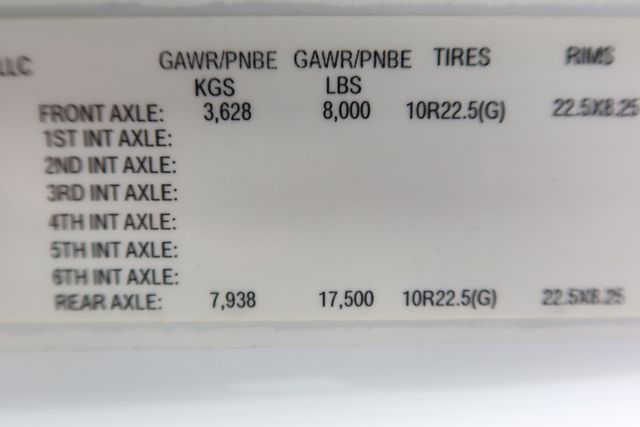 LLC GAWR/PNBE GAWR/PNBE TIRES RIMS
KGS LBS
FRONT AXLE: 3,628 8,000 10R22.5(G) 22.5X8.25
1ST INT AXLE:
2ND INT AXLE:
3RD INT AXLE:
4TH INT AXLE:
5TH INT AXLE:
6TH INT AXLE:
REAR AXLE: 7,938 17,500 10R22.5(G) 22.5X8.25